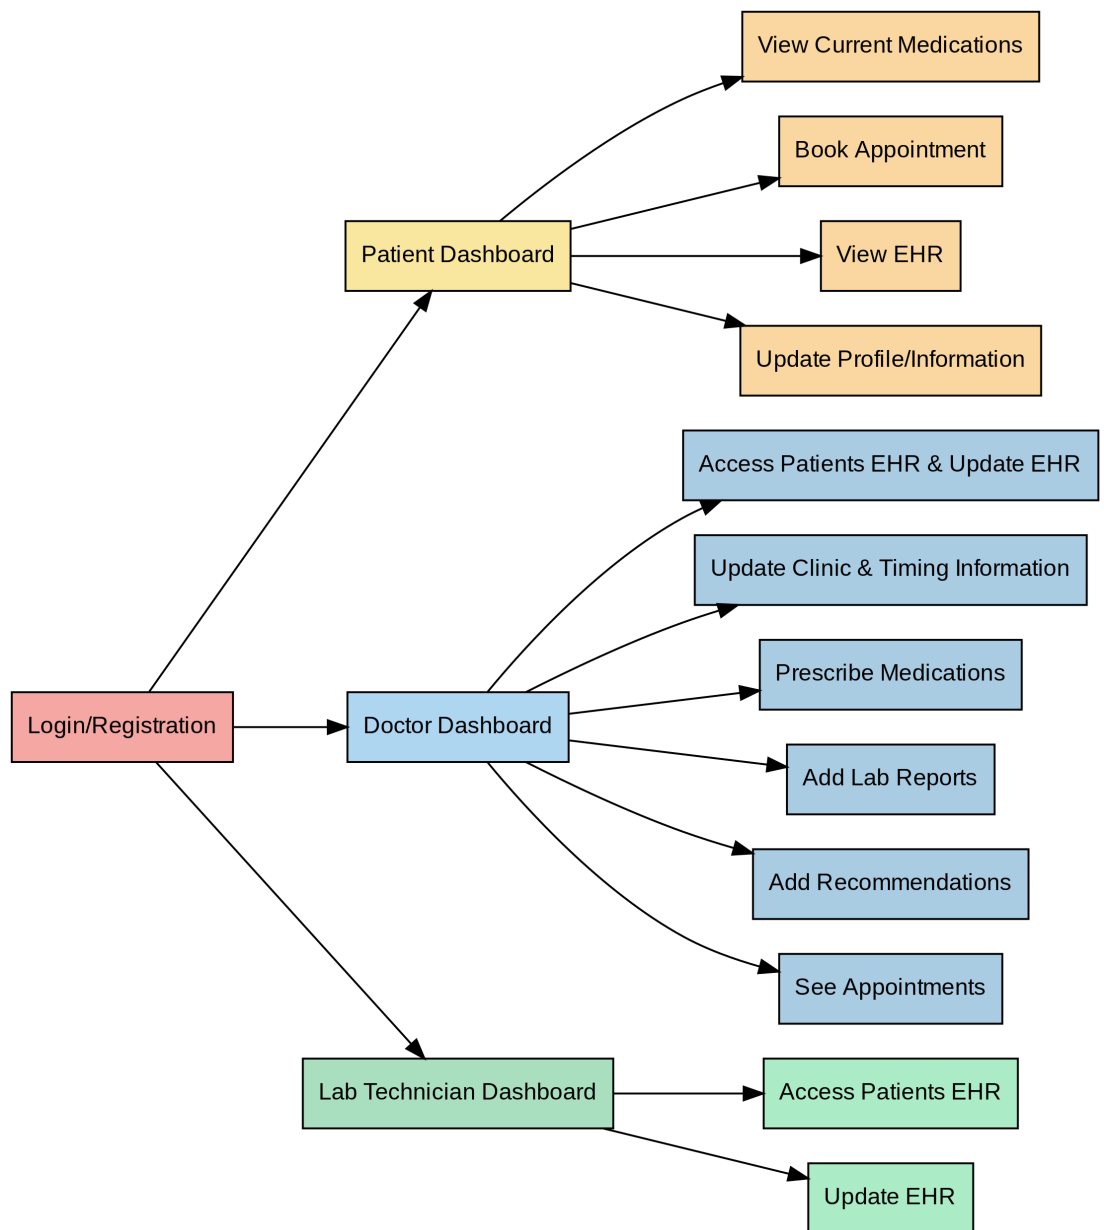 View Current Medications
Book Appointment
Patient Dashboard
View EHR
Update Profile/Information
Access Patients EHR & Update EHR
Update Clinic & Timing Information
Prescribe Medications
Login/Registration
Doctor Dashboard
Add Lab Reports
Add Recommendations
See Appointments
Lab Technician Dashboard
Access Patients EHR
Update EHR